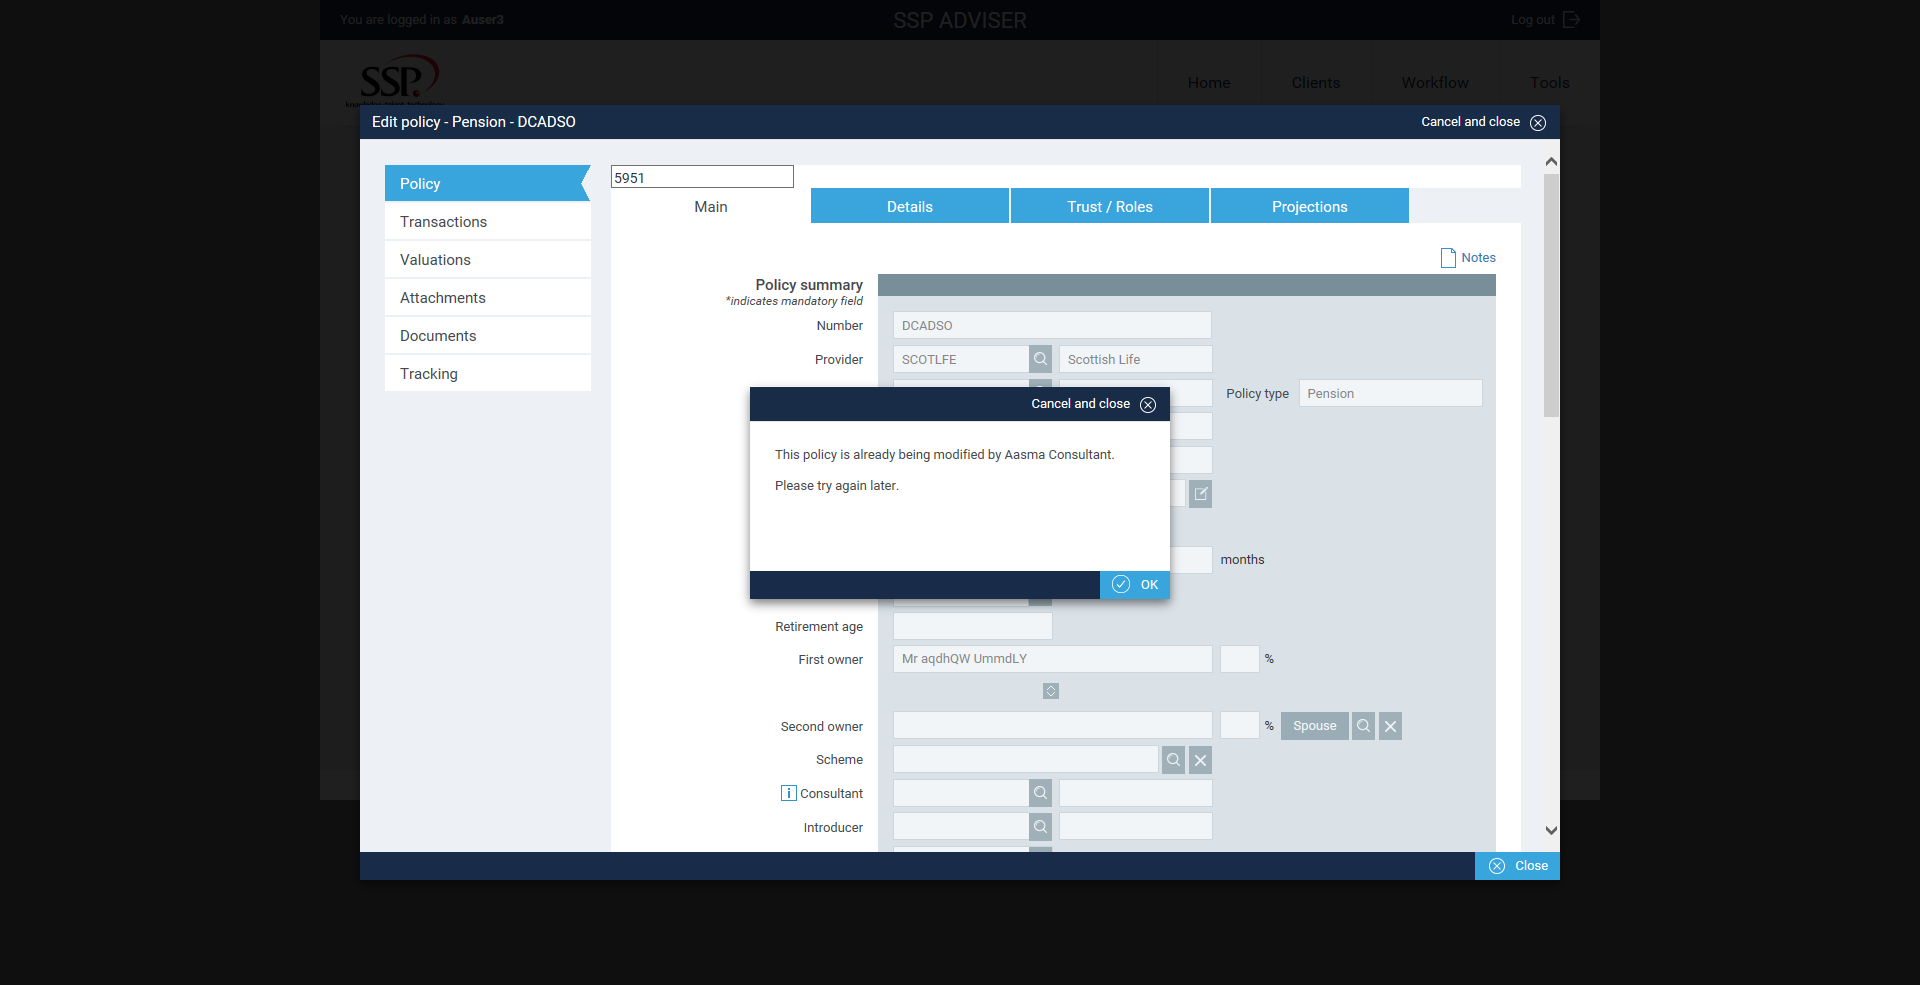 You are logged in as Auser3
SSP ADVISER
Log out
SSP
Home
Clients
Workflow
Tools
Edit policy - Pension - DCADSO
Cancel and close
Policy
Transactions
Valuations
Attachments
Documents
Tracking
5951
Main
Details
Trust / Roles
Projections
Notes
Policy summary
*indicates mandatory field
Number
DCADSO
Provider
SCOTLFE
Scottish Life
Policy type
Pension
Cancel and close
This policy is already being modified by Aasma Consultant.
Please try again later.
OK
months
Retirement age
First owner
Mr aqdhQW UmmdLY
%
Second owner
%
Spouse
Scheme
i Consultant
Introducer
Close